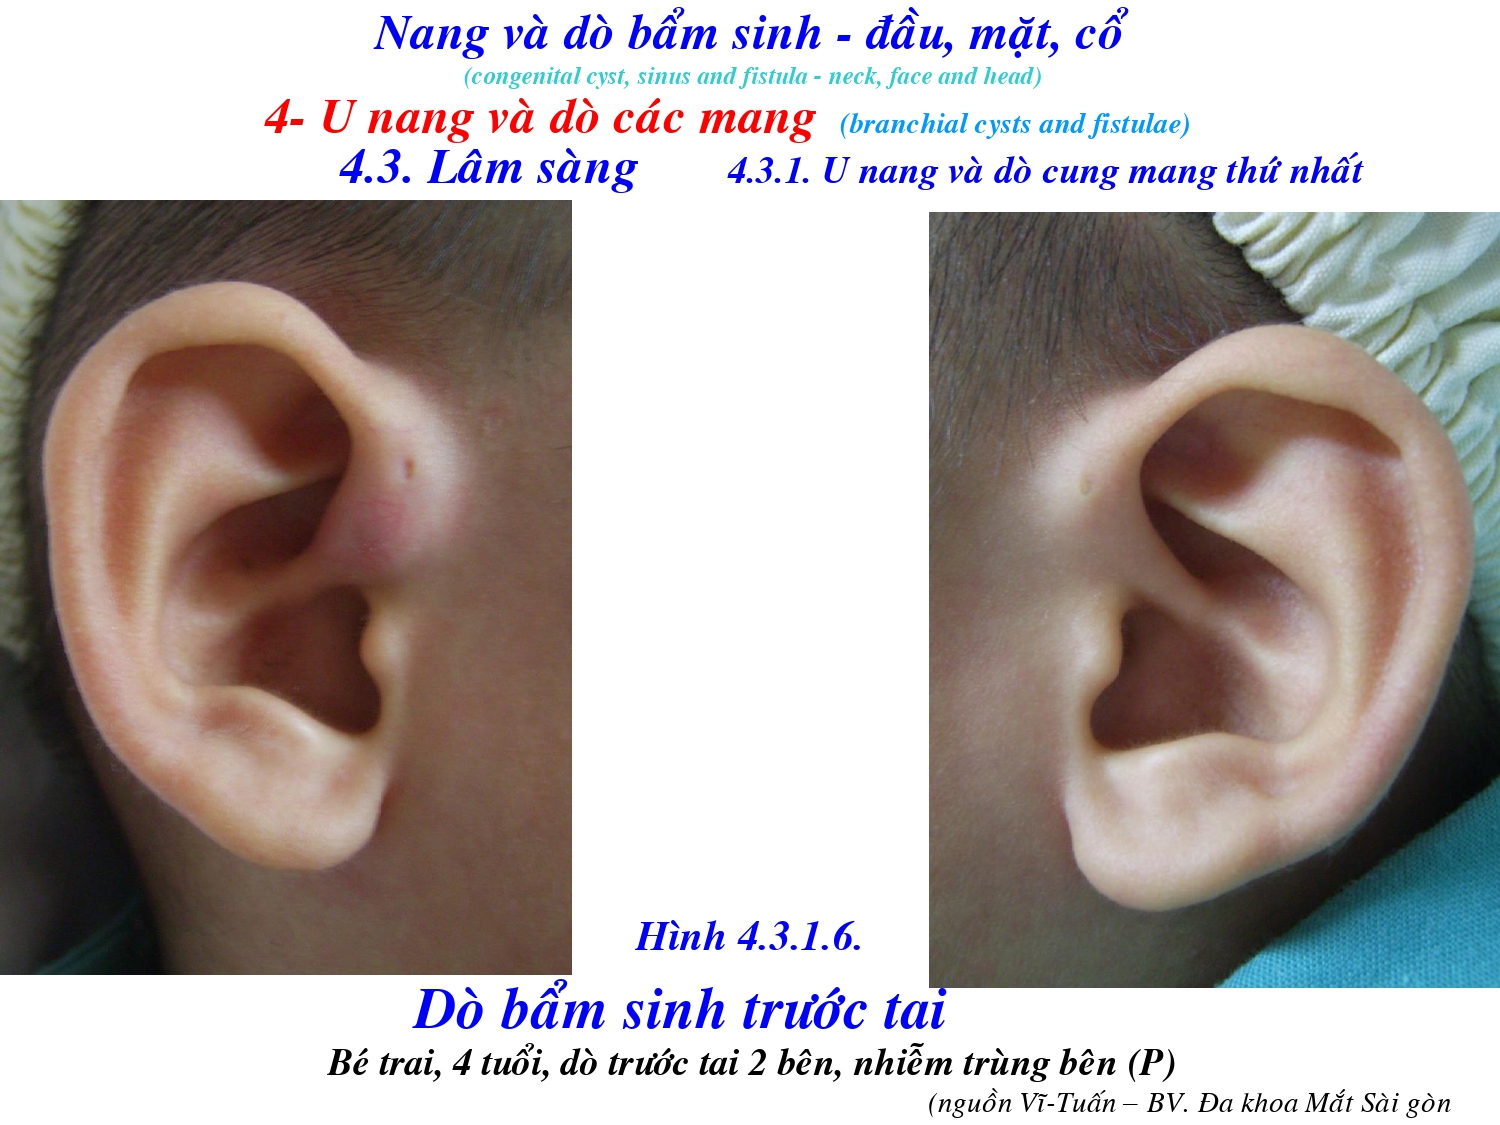 Nang và dò bẩm sinh - đầu, mặt, cổ
(congenital cyst, sinus and fistula - neck, face and head)
4- U nang và dò các mang (branchial cysts and fistulae)
4.3. Lâm sàng 4.3.1. U nang và dò cung mang thứ nhất
Hình 4.3.1.6.
Dò bẩm sinh trước tai
Bé trai, 4 tuổi, dò trước tai 2 bên, nhiễm trùng bên (P)
(nguồn Vĩ-Tuấn – BV. Đa khoa Mắt Sài gòn